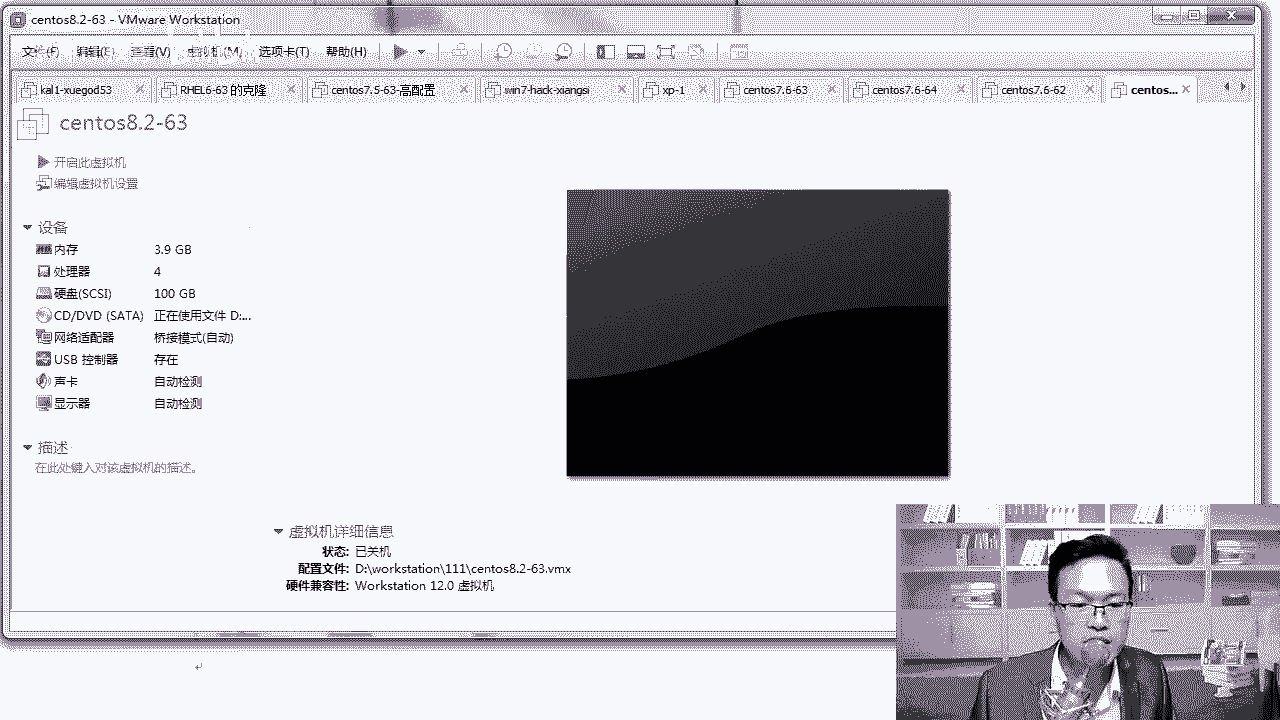 centos8.2-63 - VMware Workstation
文件(F) 编辑(E) 查看(V) 虚拟机(M) 选项卡(T) 帮助(H)
kali-xuegod53 RHEL6-63 的克隆 centos7.5-63-高配置 win7-hack-xiangsi xp-1 centos7.6-63 centos7.6-64 centos7.6-62 centos...
centos8.2-63
开启此虚拟机
编辑虚拟机设置
设备
内存 3.9 GB
处理器 4
硬盘(SCSI) 100 GB
CD/DVD (SATA) 正在使用文件 D:...
网络适配器 桥接模式(自动)
USB 控制器 存在
声卡 自动检测
显示器 自动检测
描述
在此处键入对该虚拟机的描述。
虚拟机详细信息
状态: 已关机
配置文件: D:\workstation\111\centos8.2-63.vmx
硬件兼容性: Workstation 12.0 虚拟机